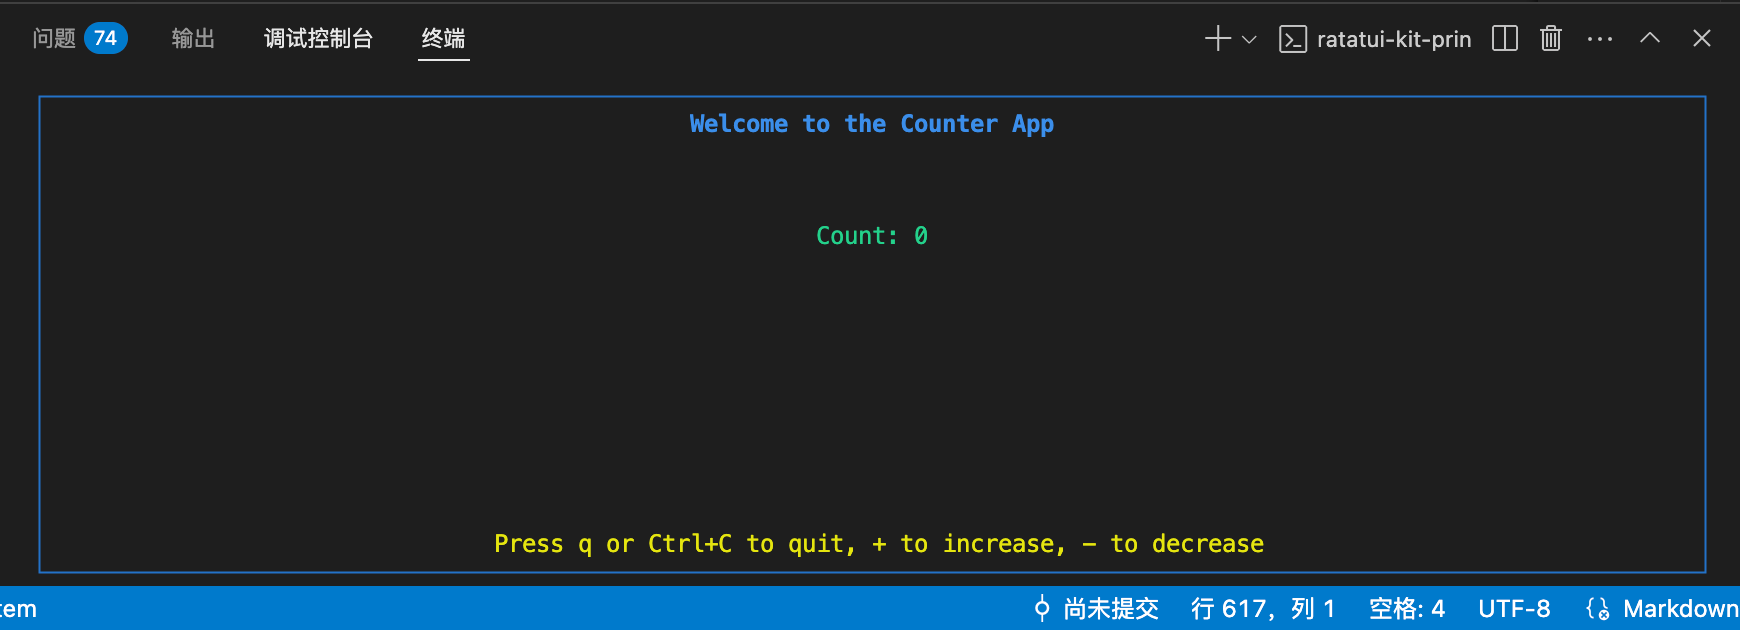 问题 74 输出 调试控制台 终端 ratatui-kit-prin
Welcome to the Counter App
Count: 0
Press q or Ctrl+C to quit, + to increase, - to decrease
tem 尚未提交 行 617，列 1 空格: 4 UTF-8 Markdown